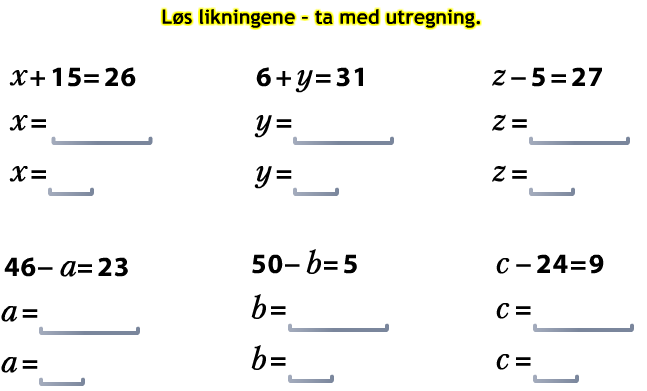 Løs likningene – ta med utregning.
x+15=26 6+y=31 z–5=27
x= y= z=
x= y= z=
46– a=23 50– b=5 c–24=9
a= b= c=
a= b= c=